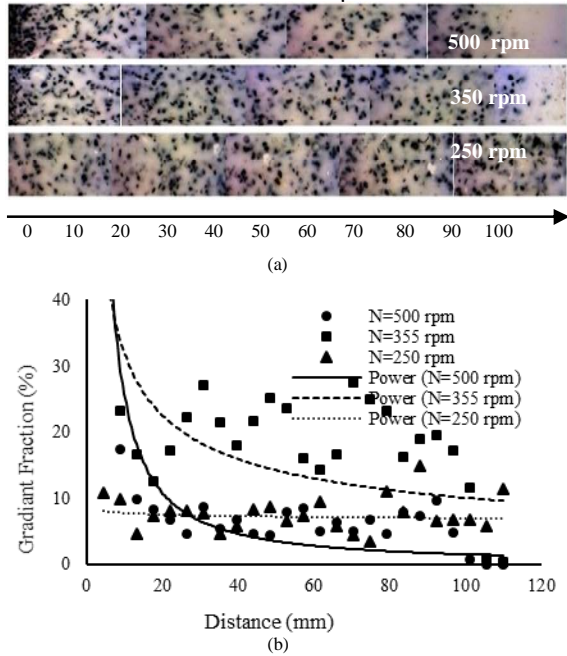 500 rpm
350 rpm
250 rpm
0 10 20 30 40 50 60 70 80 90 100
(a)
40
30
20
10
0
Gradiant Fraction (%)
N=500 rpm
N=355 rpm
N=250 rpm
Power (N=500 rpm)
Power (N=355 rpm)
Power (N=250 rpm)
0 20 40 60 80 100 120
Distance (mm)
(b)